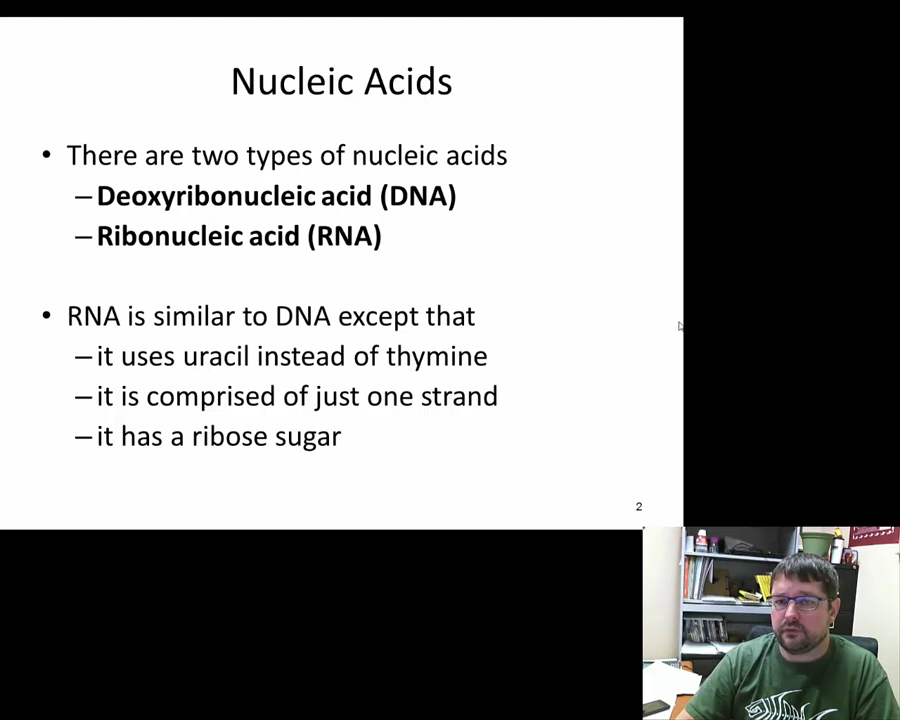 Nucleic Acids
• There are two types of nucleic acids
– Deoxyribonucleic acid (DNA)
– Ribonucleic acid (RNA)
• RNA is similar to DNA except that
– it uses uracil instead of thymine
– it is comprised of just one strand
– it has a ribose sugar
2